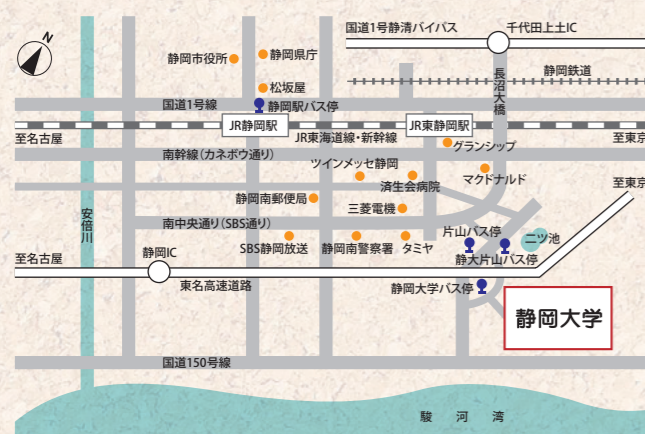 N
国道1号静清バイパス
千代田上土IC
静岡市役所
静岡県庁
静岡鉄道
長沼大橋
松坂屋
国道1号線
静岡駅バス停
JR静岡駅
JR東静岡駅
至名古屋
JR東海道線・新幹線
至東京
グランシップ
南幹線(カネボウ通り)
ツインメッセ静岡
済生会病院
マクドナルド
至東京
静岡南郵便局
三菱電機
安倍川
南中央通り(SBS通り)
片山バス停
二ツ池
SBS静岡放送
静岡南警察署
タミヤ
静大片山バス停
静岡IC
至名古屋
東名高速道路
静岡大学バス停
静岡大学
国道150号線
駿河湾